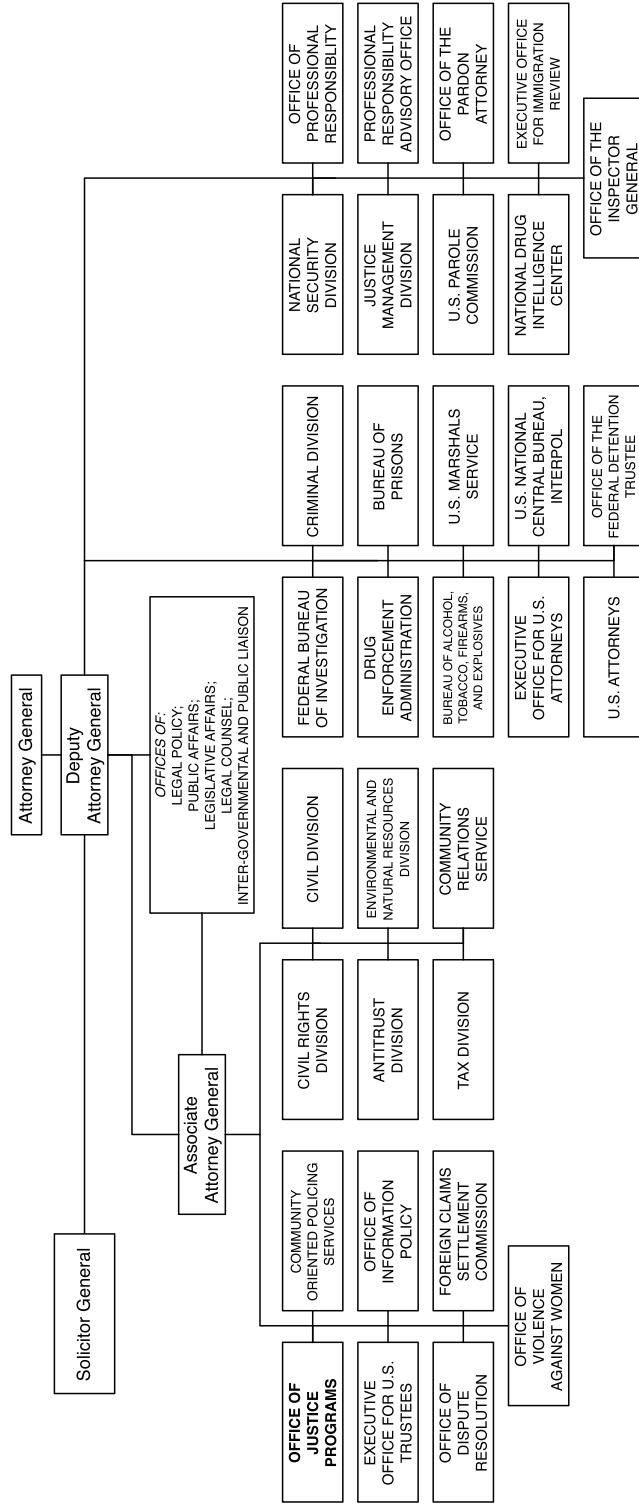 Attorney General
Deputy
Attorney General
Solicitor General
OFFICES OF:
LEGAL POLICY;
PUBLIC AFFAIRS;
LEGISLATIVE AFFAIRS;
LEGAL COUNSEL;
INTER-GOVERNMENTAL AND PUBLIC LIAISON
Associate
Attorney General
OFFICE OF
JUSTICE
PROGRAMS
COMMUNITY
ORIENTED POLICING
SERVICES
EXECUTIVE
OFFICE FOR U.S.
TRUSTEES
OFFICE OF
INFORMATION
POLICY
OFFICE OF
DISPUTE
RESOLUTION
FOREIGN CLAIMS
SETTLEMENT
COMMISSION
OFFICE OF
VIOLENCE
AGAINST WOMEN
CIVIL RIGHTS
DIVISION
CIVIL DIVISION
ANTITRUST
DIVISION
ENVIRONMENTAL AND
NATURAL RESOURCES
DIVISION
TAX DIVISION
COMMUNITY
RELATIONS
SERVICE
FEDERAL BUREAU
OF INVESTIGATION
CRIMINAL DIVISION
DRUG
ENFORCEMENT
ADMINISTRATION
BUREAU OF
PRISONS
BUREAU OF ALCOHOL,
TOBACCO, FIREARMS,
AND EXPLOSIVES
U.S. MARSHALS
SERVICE
EXECUTIVE
OFFICE FOR U.S.
ATTORNEYS
U.S. NATIONAL
CENTRAL BUREAU,
INTERPOL
U.S. ATTORNEYS
OFFICE OF THE
FEDERAL DETENTION
TRUSTEE
NATIONAL
SECURITY
DIVISION
OFFICE OF
PROFESSIONAL
RESPONSIBLITY
JUSTICE
MANAGEMENT
DIVISION
PROFESSIONAL
RESPONSIBILITY
ADVISORY OFFICE
U.S. PAROLE
COMMISSION
OFFICE OF THE
PARDON
ATTORNEY
NATIONAL DRUG
INTELLIGENCE
CENTER
EXECUTIVE OFFICE
FOR IMMIGRATION
REVIEW
OFFICE OF THE
INSPECTOR
GENERAL